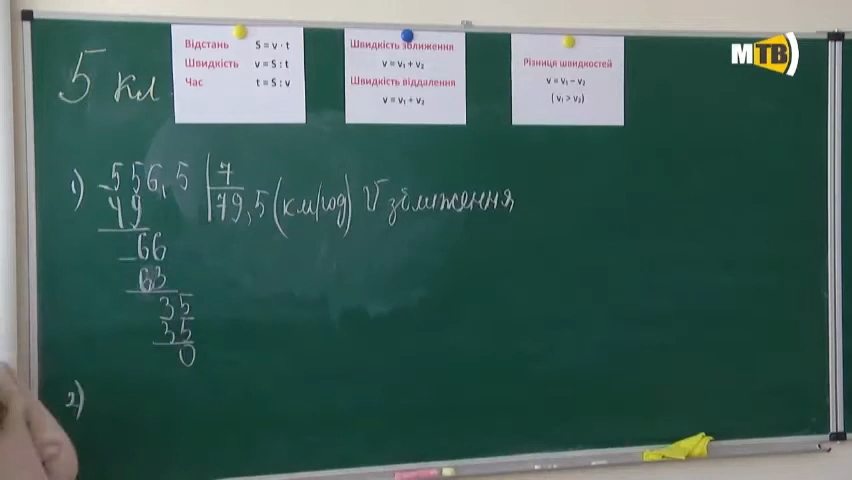 МТВ
5 кл
Відстань S = v · t
Швидкість v = S : t
Час t = S : v
Швидкість зближення
v = v₁ + v₂
Швидкість віддалення
v = v₁ + v₂
Різниця швидкостей
v = v₁ – v₂
( v₁ > v₂)
1) 556,5 | 7
49 79,5 (км/год) V зближення
66
63
35
35
0
2)